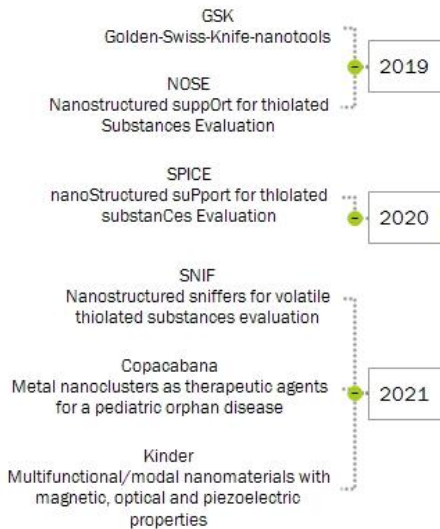 GSK
Golden-Swiss-Knife-nanotools
2019
NOSE
Nanostructured suppOrt for thiolated
Substances Evaluation
SPICE
nanoStructured suPport for thIolated
substanCes Evaluation
2020
SNIF
Nanostructured sniffers for volatile
thiolated substances evaluation
Copacabana
Metal nanoclusters as therapeutic agents
for a pediatric orphan disease
2021
Kinder
Multifunctional/modal nanomaterials with
magnetic, optical and piezoelectric
properties